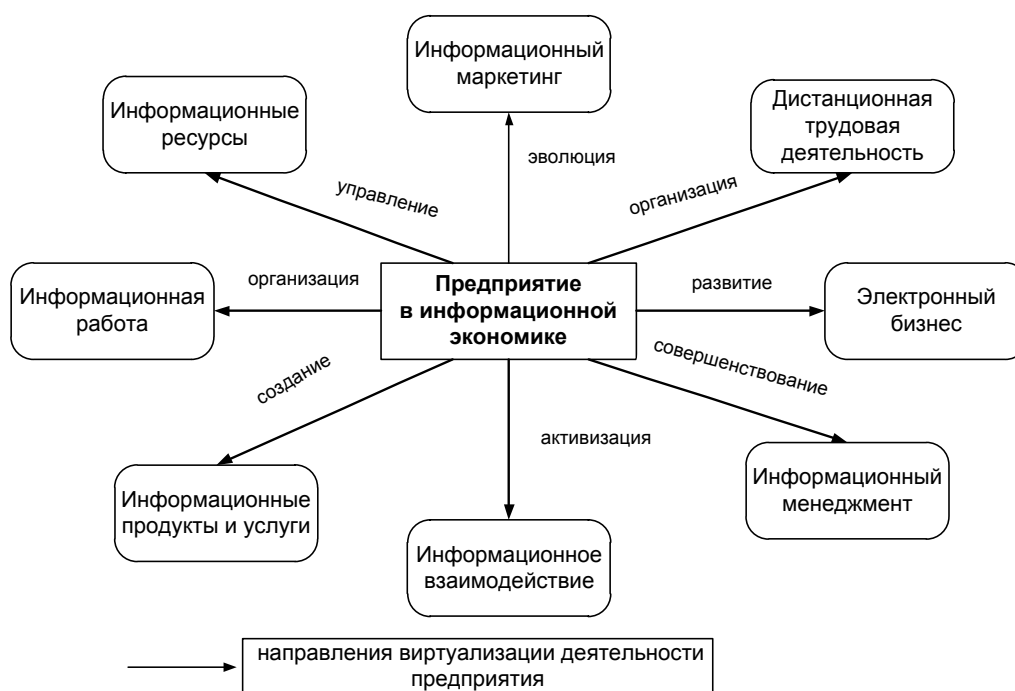 Информационный
маркетинг
Информационные
ресурсы
Дистанционная
трудовая
деятельность
эволюция
управление
организация
Информационная
работа
организация
Предприятие
в информационной
экономике
развитие
Электронный
бизнес
создание
совершенствование
активизация
Информационные
продукты и услуги
Информационное
взаимодействие
Информационный
менеджмент
направления виртуализации деятельности
предприятия